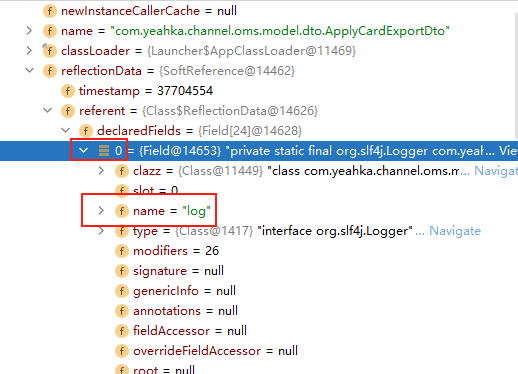 newInstanceCallerCache = null
name = "com.yeahka.channel.oms.model.dto.ApplyCardExportDto"
classLoader = {Launcher$AppClassLoader@11469}
reflectionData = {SoftReference@14462}
timestamp = 37704554
referent = {Class$ReflectionData@14626}
declaredFields = {Field[24]@14628}
0 = {Field@14653} "private static final org.slf4j.Logger com.yeah... View
clazz = {Class@11449} "class com.yeahka.channel.oms.m... Navigate
slot = 0
name = "log"
type = {Class@1417} "interface org.slf4j.Logger"... Navigate
modifiers = 26
signature = null
genericInfo = null
annotations = null
fieldAccessor = null
overrideFieldAccessor = null
root = null